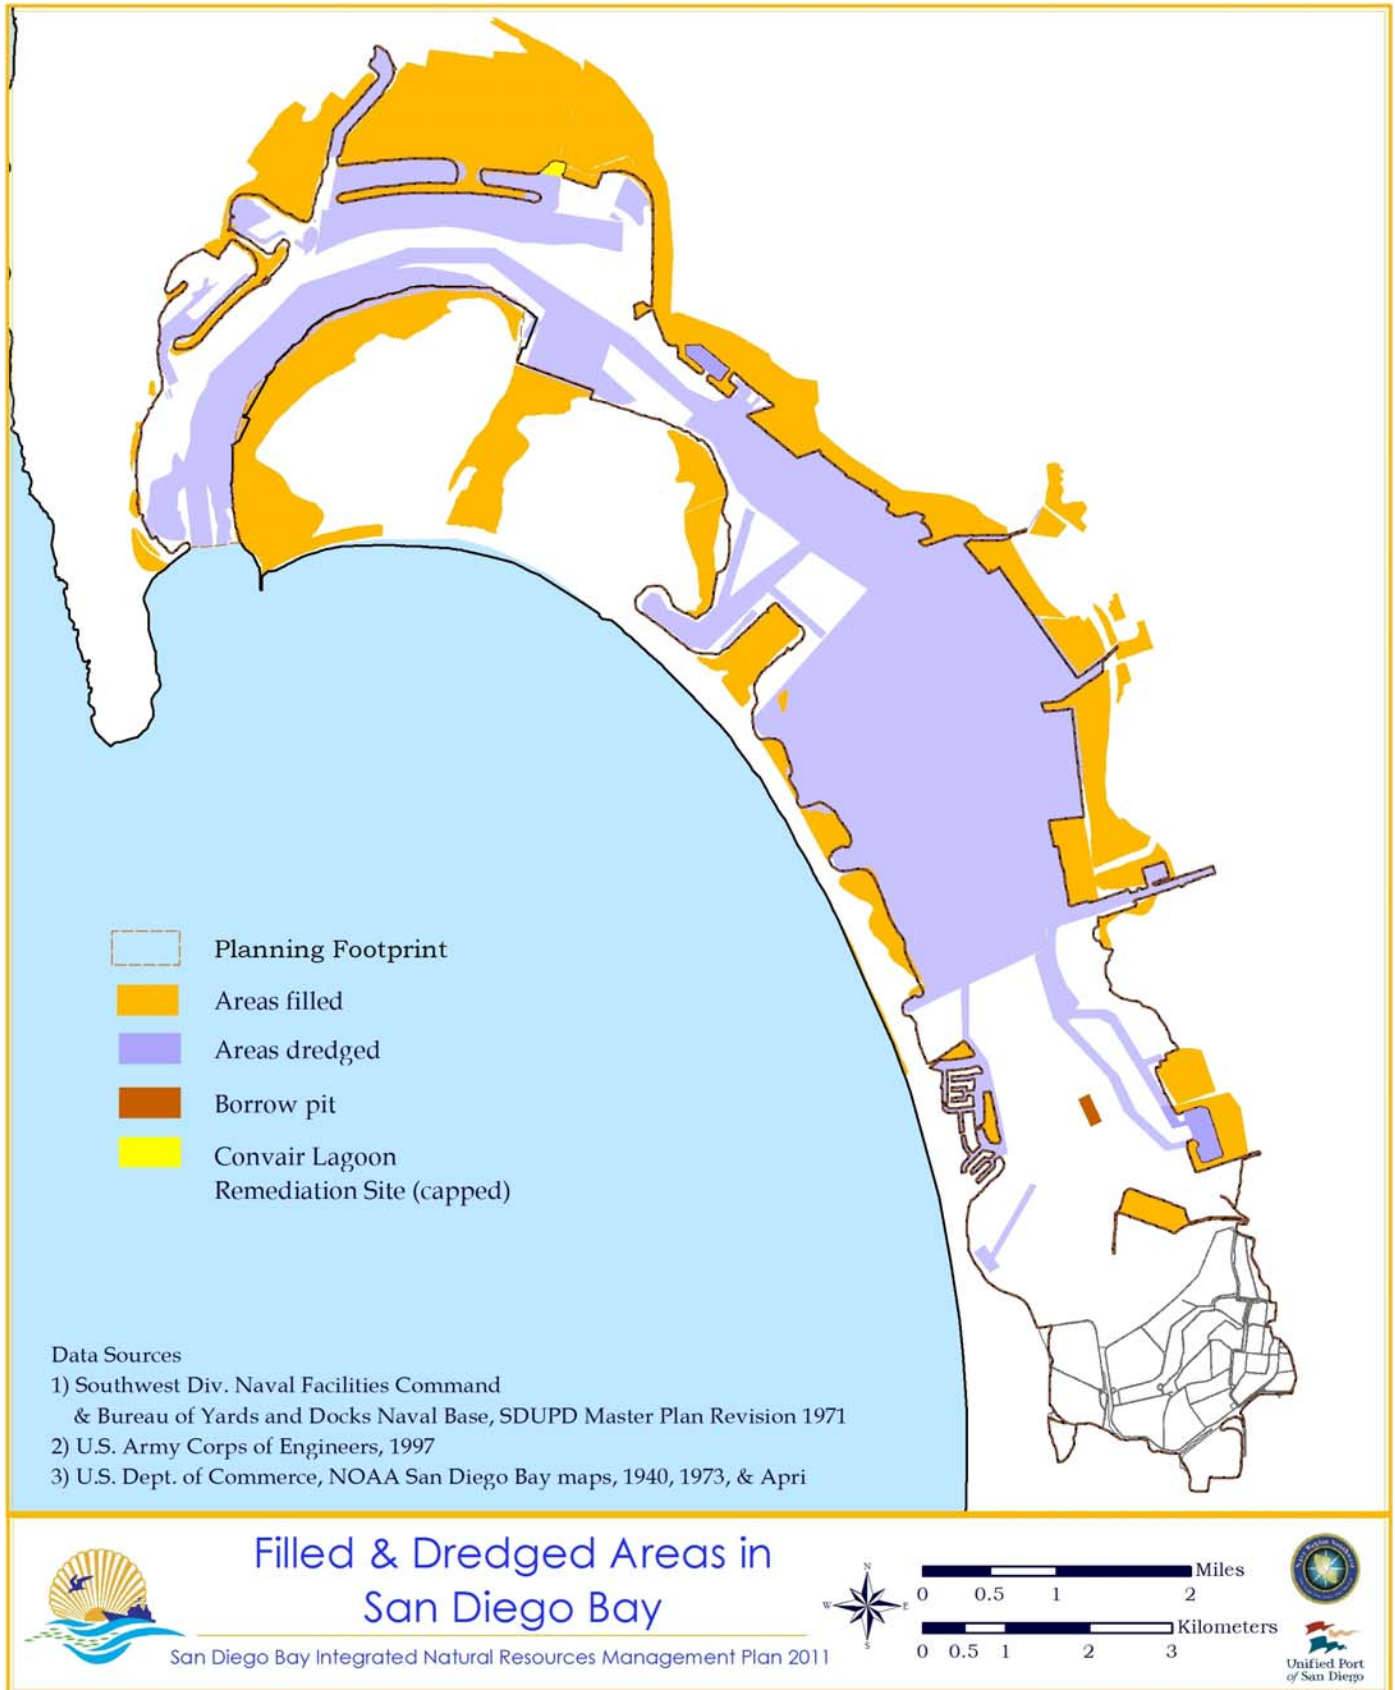 Planning Footprint
Areas filled
Areas dredged
Borrow pit
Convair Lagoon
Remediation Site (capped)
Data Sources
1) Southwest Div. Naval Facilities Command
& Bureau of Yards and Docks Naval Base, SDUPD Master Plan Revision 1971
2) U.S. Army Corps of Engineers, 1997
3) U.S. Dept. of Commerce, NOAA San Diego Bay maps, 1940, 1973, & Apri
Filled & Dredged Areas in
San Diego Bay
San Diego Bay Integrated Natural Resources Management Plan 2011
N
W E
S
Miles
0 0.5 1 2
Kilometers
0 0.5 1 2 3
Navy Region Southwest
Unified Port
of San Diego